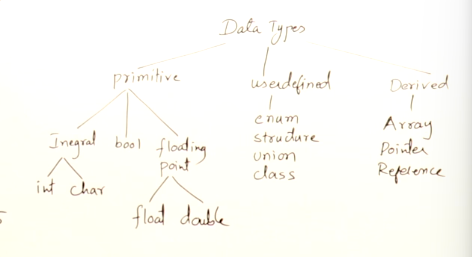 Data Types
primitive
userdefined
Derived
Inegral
bool
floating
point
int char
float double
enum
structure
union
class
Array
Pointer
Reference